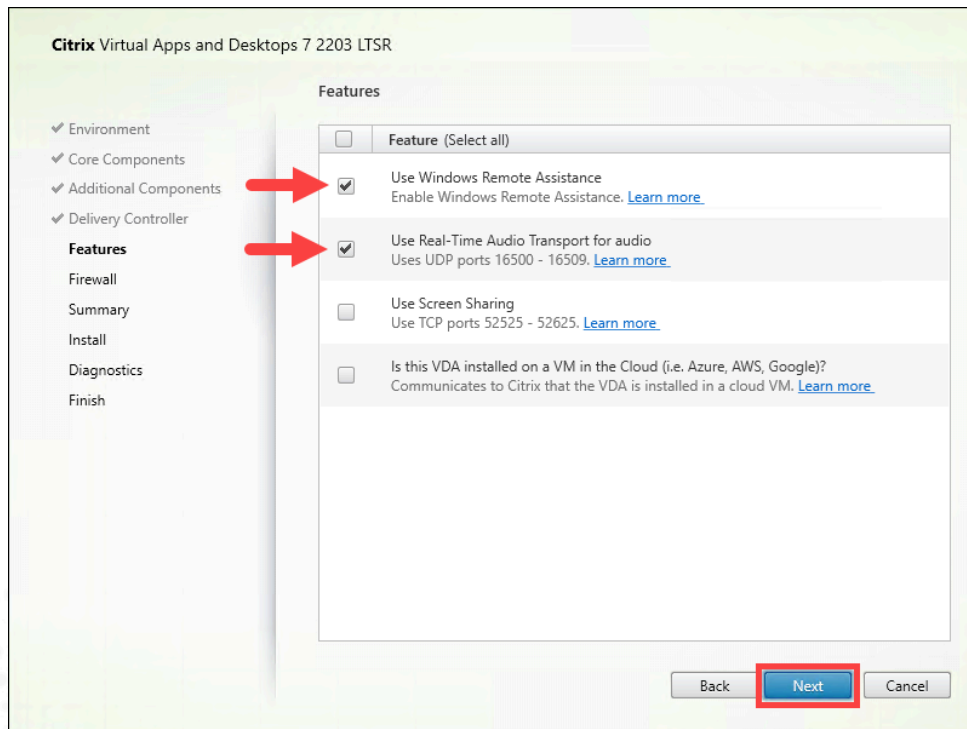 Citrix Virtual Apps and Desktops 7 2203 LTSR
Features
Environment
Core Components
Additional Components
Delivery Controller
Features
Firewall
Summary
Install
Diagnostics
Finish
Feature (Select all)
Use Windows Remote Assistance
Enable Windows Remote Assistance. Learn more
Use Real-Time Audio Transport for audio
Uses UDP ports 16500 - 16509. Learn more
Use Screen Sharing
Use TCP ports 52525 - 52625. Learn more
Is this VDA installed on a VM in the Cloud (i.e. Azure, AWS, Google)?
Communicates to Citrix that the VDA is installed in a cloud VM. Learn more
Back Next Cancel